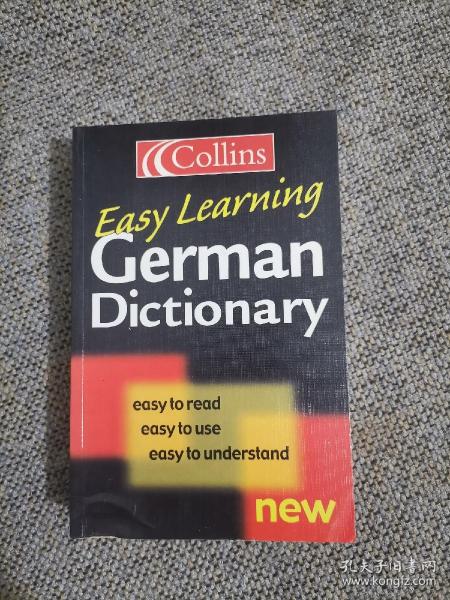 Collins
Easy Learning
German
Dictionary
easy to read
easy to use
easy to understand
new
孔夫子旧书网
www.kongfz.com